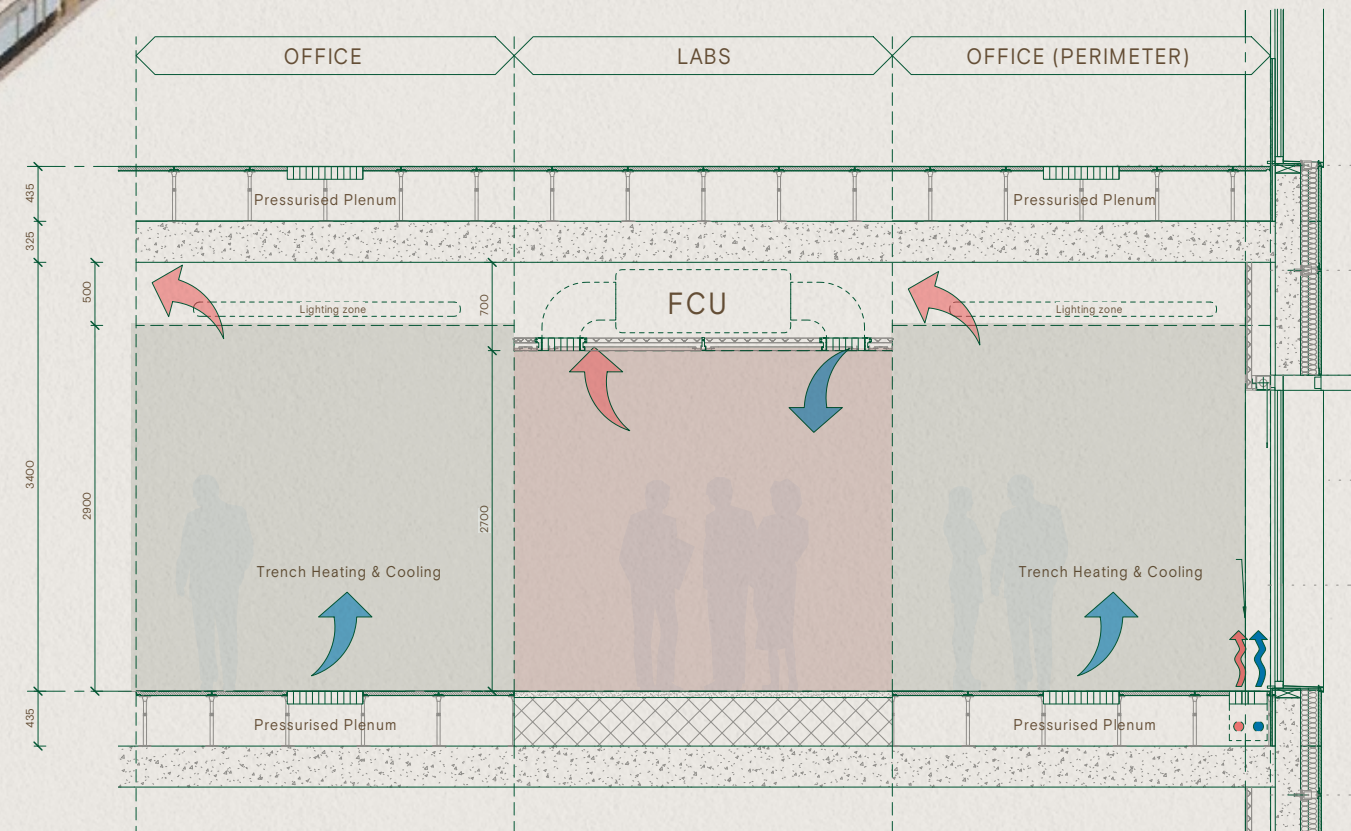 OFFICE
LABS
OFFICE (PERIMETER)
435
Pressurised Plenum
Pressurised Plenum
325
500
700
Lighting zone
FCU
Lighting zone
3400
2900
2700
Trench Heating & Cooling
Trench Heating & Cooling
435
Pressurised Plenum
Pressurised Plenum